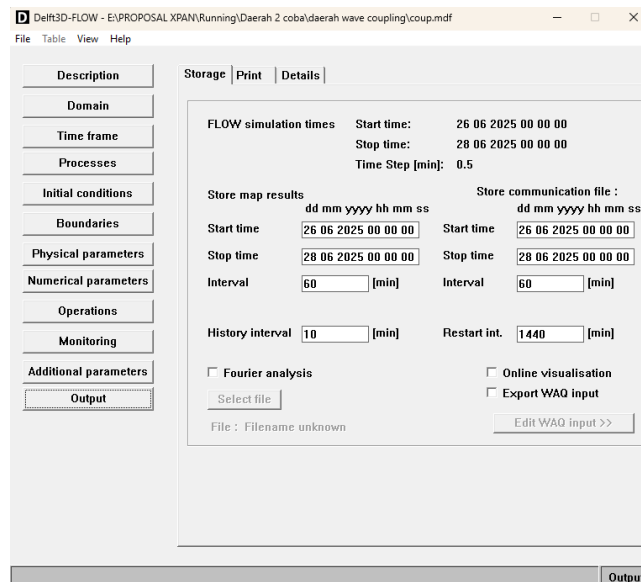 Delft3D-FLOW - E:\PROPOSAL XPAN\Running\Daerah 2 coba\daerah wave coupling\coup.mdf
File Table View Help
Description
Domain
Time frame
Processes
Initial conditions
Boundaries
Physical parameters
Numerical parameters
Operations
Monitoring
Additional parameters
Output
Storage Print Details
FLOW simulation times Start time: 26 06 2025 00 00 00
Stop time: 28 06 2025 00 00 00
Time Step [min]: 0.5
Store map results Store communication file :
dd mm yyyy hh mm ss dd mm yyyy hh mm ss
Start time 26 06 2025 00 00 00 Start time 26 06 2025 00 00 00
Stop time 28 06 2025 00 00 00 Stop time 28 06 2025 00 00 00
Interval 60 [min] Interval 60 [min]
History interval 10 [min] Restart int. 1440 [min]
Fourier analysis Online visualisation
Export WAQ input
Select file Edit WAQ input >>
File : Filename unknown
Output